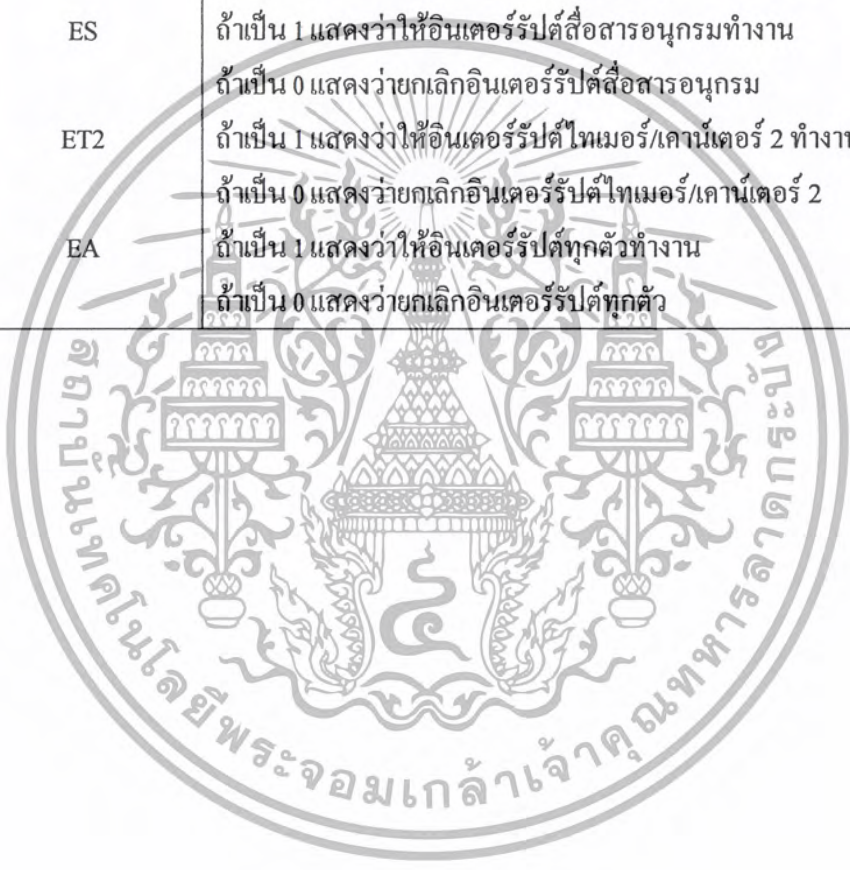 ES ถ้าเป็น 1 แสดงว่าให้อินเตอร์รัปต์สื่อสารอนุกรมทำงาน
ถ้าเป็น 0 แสดงว่ายกเลิกอินเตอร์รัปต์สื่อสารอนุกรม
ET2 ถ้าเป็น 1 แสดงว่าให้อินเตอร์รัปต์ไทเมอร์/เคาน์เตอร์ 2 ทำงาน
ถ้าเป็น 0 แสดงว่ายกเลิกอินเตอร์รัปต์ไทเมอร์/เคาน์เตอร์ 2
EA ถ้าเป็น 1 แสดงว่าให้อินเตอร์รัปต์ทุกตัวทำงาน
ถ้าเป็น 0 แสดงว่ายกเลิกอินเตอร์รัปต์ทุกตัว
สถาบันเทคโนโลยีพระจอมเกล้าเจ้าคุณทหารลาดกระบัง